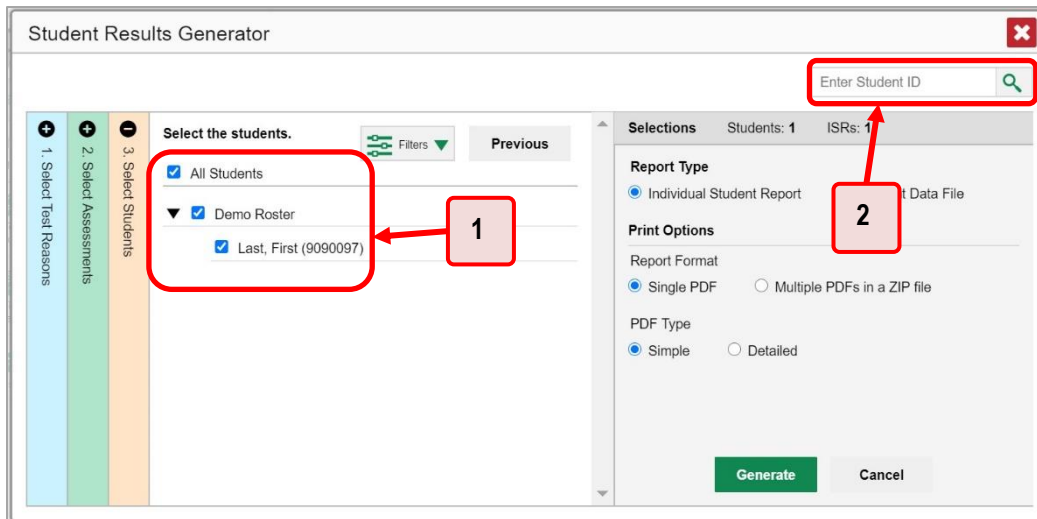 Student Results Generator
Enter Student ID
1. Select Test Reasons
2. Select Assessments
3. Select Students
Select the students.
Filters
Previous
All Students
Demo Roster
Last, First (9090097)
1
Selections Students: 1 ISRs: 1
Report Type
Individual Student Report t Data File
2
Print Options
Report Format
Single PDF Multiple PDFs in a ZIP file
PDF Type
Simple Detailed
Generate Cancel